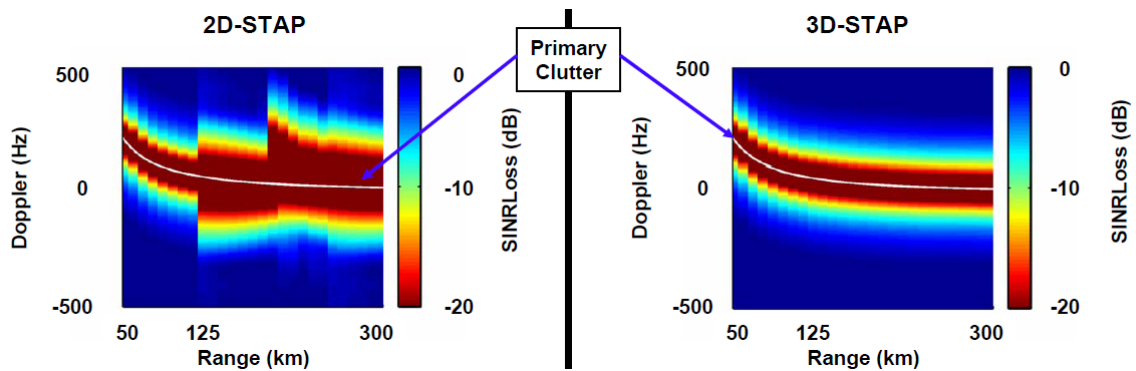 2D-STAP
3D-STAP
Primary
Clutter
500
0
-500
Doppler (Hz)
50
125
300
Range (km)
0
-10
-20
SINRLoss (dB)
500
0
-500
Doppler (Hz)
50
125
300
Range (km)
0
-10
-20
SINRLoss (dB)